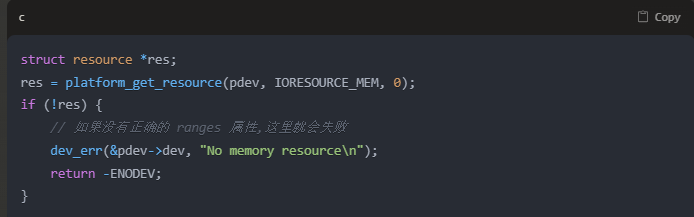 c
Copy
struct resource *res;
res = platform_get_resource(pdev, IORESOURCE_MEM, 0);
if (!res) {
// 如果没有正确的 ranges 属性,这里就会失败
dev_err(&pdev->dev, "No memory resource\n");
return -ENODEV;
}